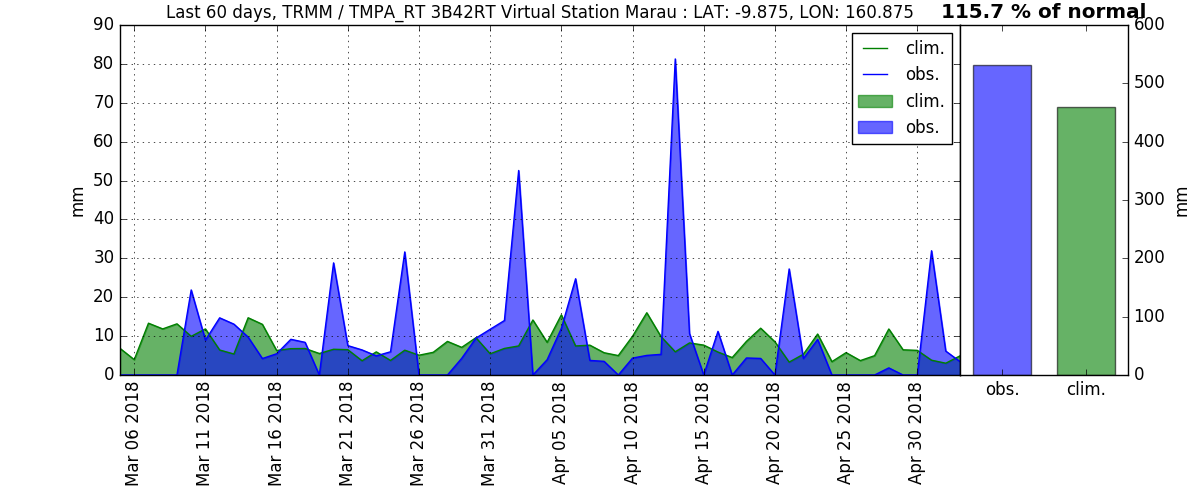 Last 60 days, TRMM / TMPA_RT 3B42RT Virtual Station Marau : LAT: -9.875, LON: 160.875
115.7 % of normal
90
80
70
60
50
40
30
20
10
0
mm
clim.
obs.
clim.
obs.
600
500
400
300
200
100
0
mm
Mar 06 2018
Mar 11 2018
Mar 16 2018
Mar 21 2018
Mar 26 2018
Mar 31 2018
Apr 05 2018
Apr 10 2018
Apr 15 2018
Apr 20 2018
Apr 25 2018
Apr 30 2018
obs.
clim.